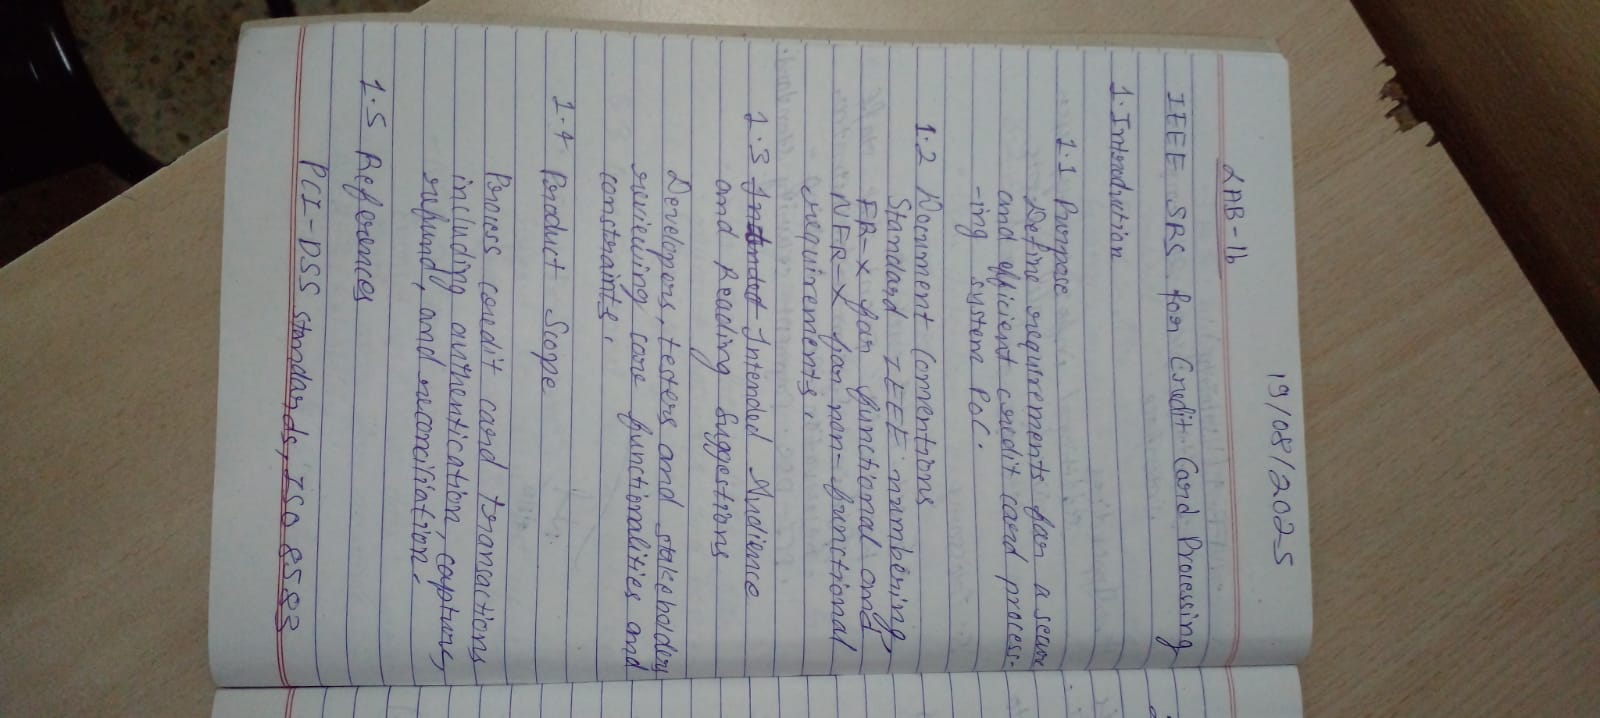 19/08/2025
LAB-1b
IEEE SRS for Credit Card Processing
1. Introdution
1.1 Purpose
Define requirements for a secure
and efficient credit card process-
-ing system POC.
1.2 Document Conventions
Standard IEEE numbering,
FR-X for functional and
NFR-X for non-functional
requirements.
1.3 Intended Audience
and Reading Suggestions
Developers, testers and stakeholders
reviewing core functionalities and
constraints.
1.4 Product Scope
Process credit card transactions
including authentication, capture,
refund, and reconciliation.
1.5 References
PCI-DSS standards, ISO 8583